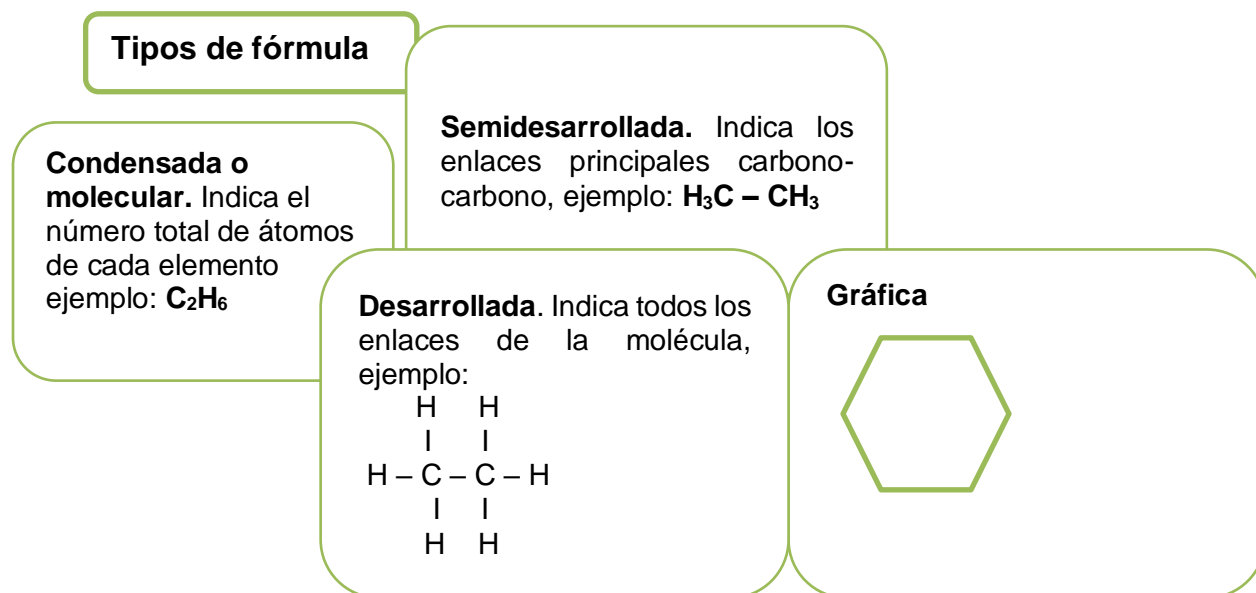 Tipos de fórmula
Condensada o
molecular. Indica el
número total de átomos
de cada elemento
ejemplo: C₂H₆
Semidesarrollada. Indica los
enlaces principales carbono-
carbono, ejemplo: H₃C – CH₃
Desarrollada. Indica todos los
enlaces de la molécula,
ejemplo:
H H
I I
H – C – C – H
I I
H H
Gráfica